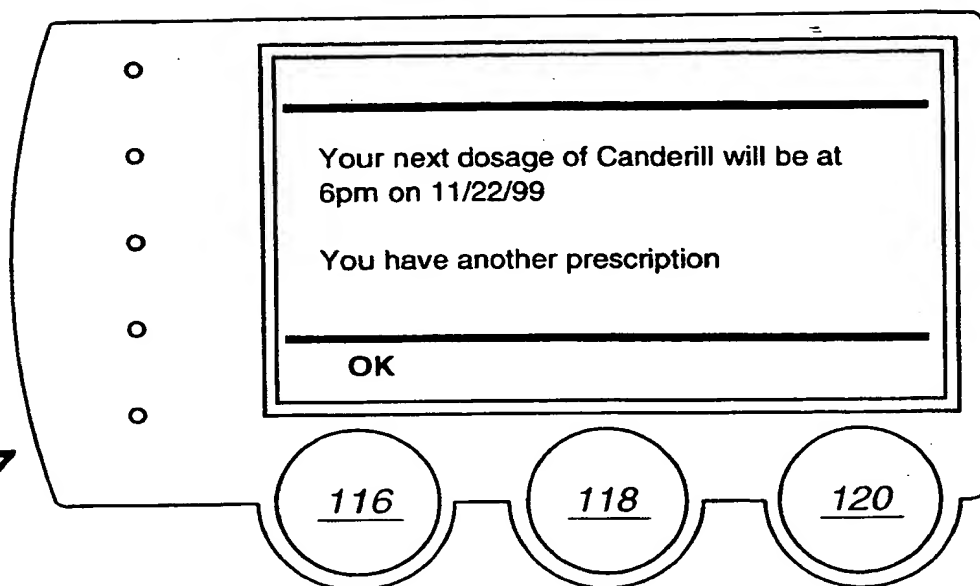 Your next dosage of Canderill will be at
6pm on 11/22/99
You have another prescription
OK
116
118
120